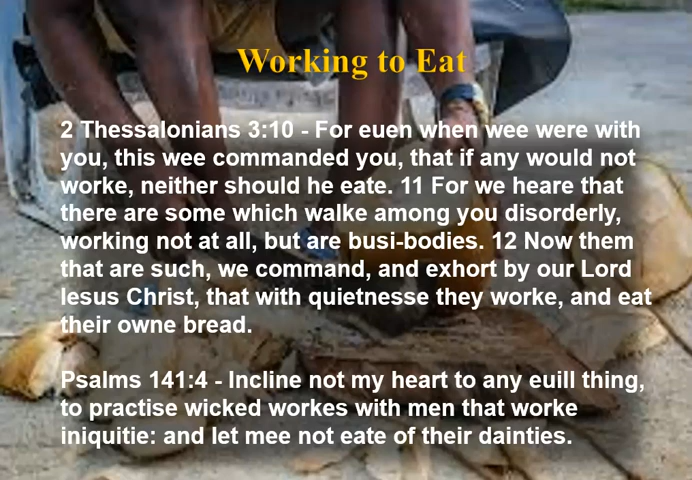 Working to Eat
2 Thessalonians 3:10 - For euen when wee were with
you, this wee commanded you, that if any would not
worke, neither should he eate. 11 For we heare that
there are some which walke among you disorderly,
working not at all, but are busi-bodies. 12 Now them
that are such, we command, and exhort by our Lord
Iesus Christ, that with quietnesse they worke, and eat
their owne bread.
Psalms 141:4 - Incline not my heart to any euill thing,
to practise wicked workes with men that worke
iniquitie: and let mee not eate of their dainties.